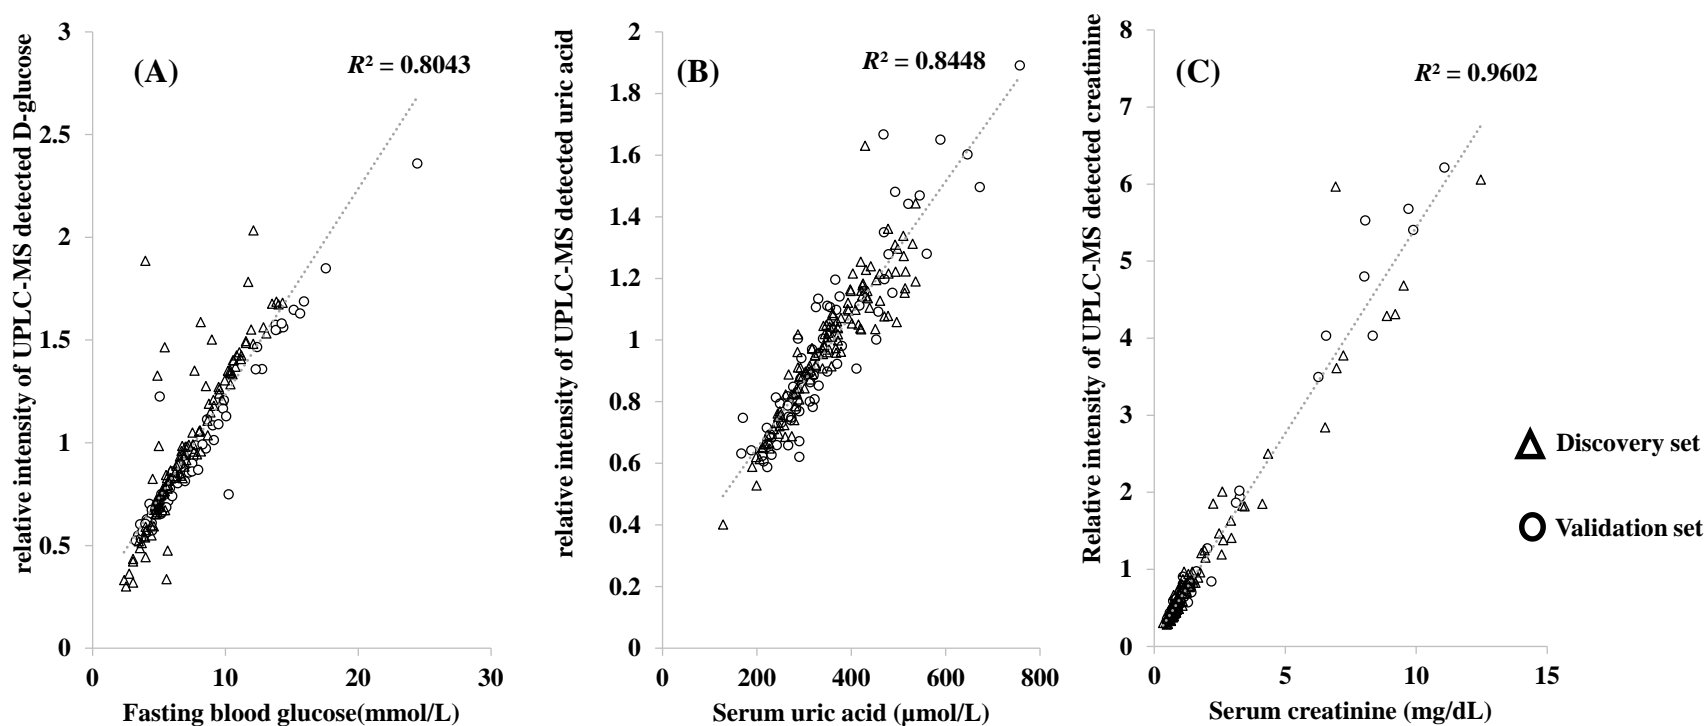 relative intensity of UPLC-MS detected D-glucose
3
2.5
2
1.5
1
0.5
0
(A)
R² = 0.8043
0 10 20 30
Fasting blood glucose(mmol/L)
relative intensity of UPLC-MS detected uric acid
2
1.8
1.6
1.4
1.2
1
0.8
0.6
0.4
0.2
0
(B)
R² = 0.8448
0 200 400 600 800
Serum uric acid (μmol/L)
Relative intensity of UPLC-MS detected creatinine
8
7
6
5
4
3
2
1
0
(C)
R² = 0.9602
0 5 10 15
Serum creatinine (mg/dL)
Discovery set
Validation set